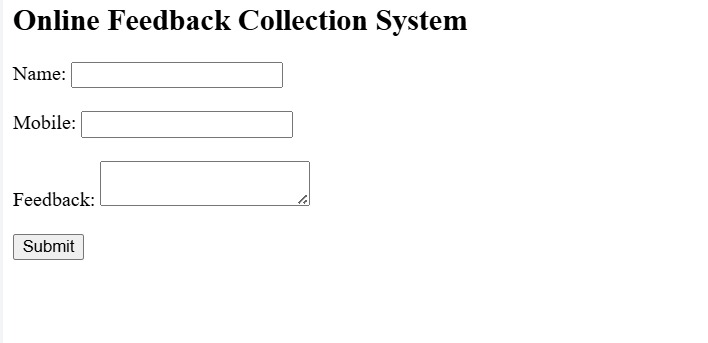 Online Feedback Collection System
Name:
Mobile:
Feedback:
Submit